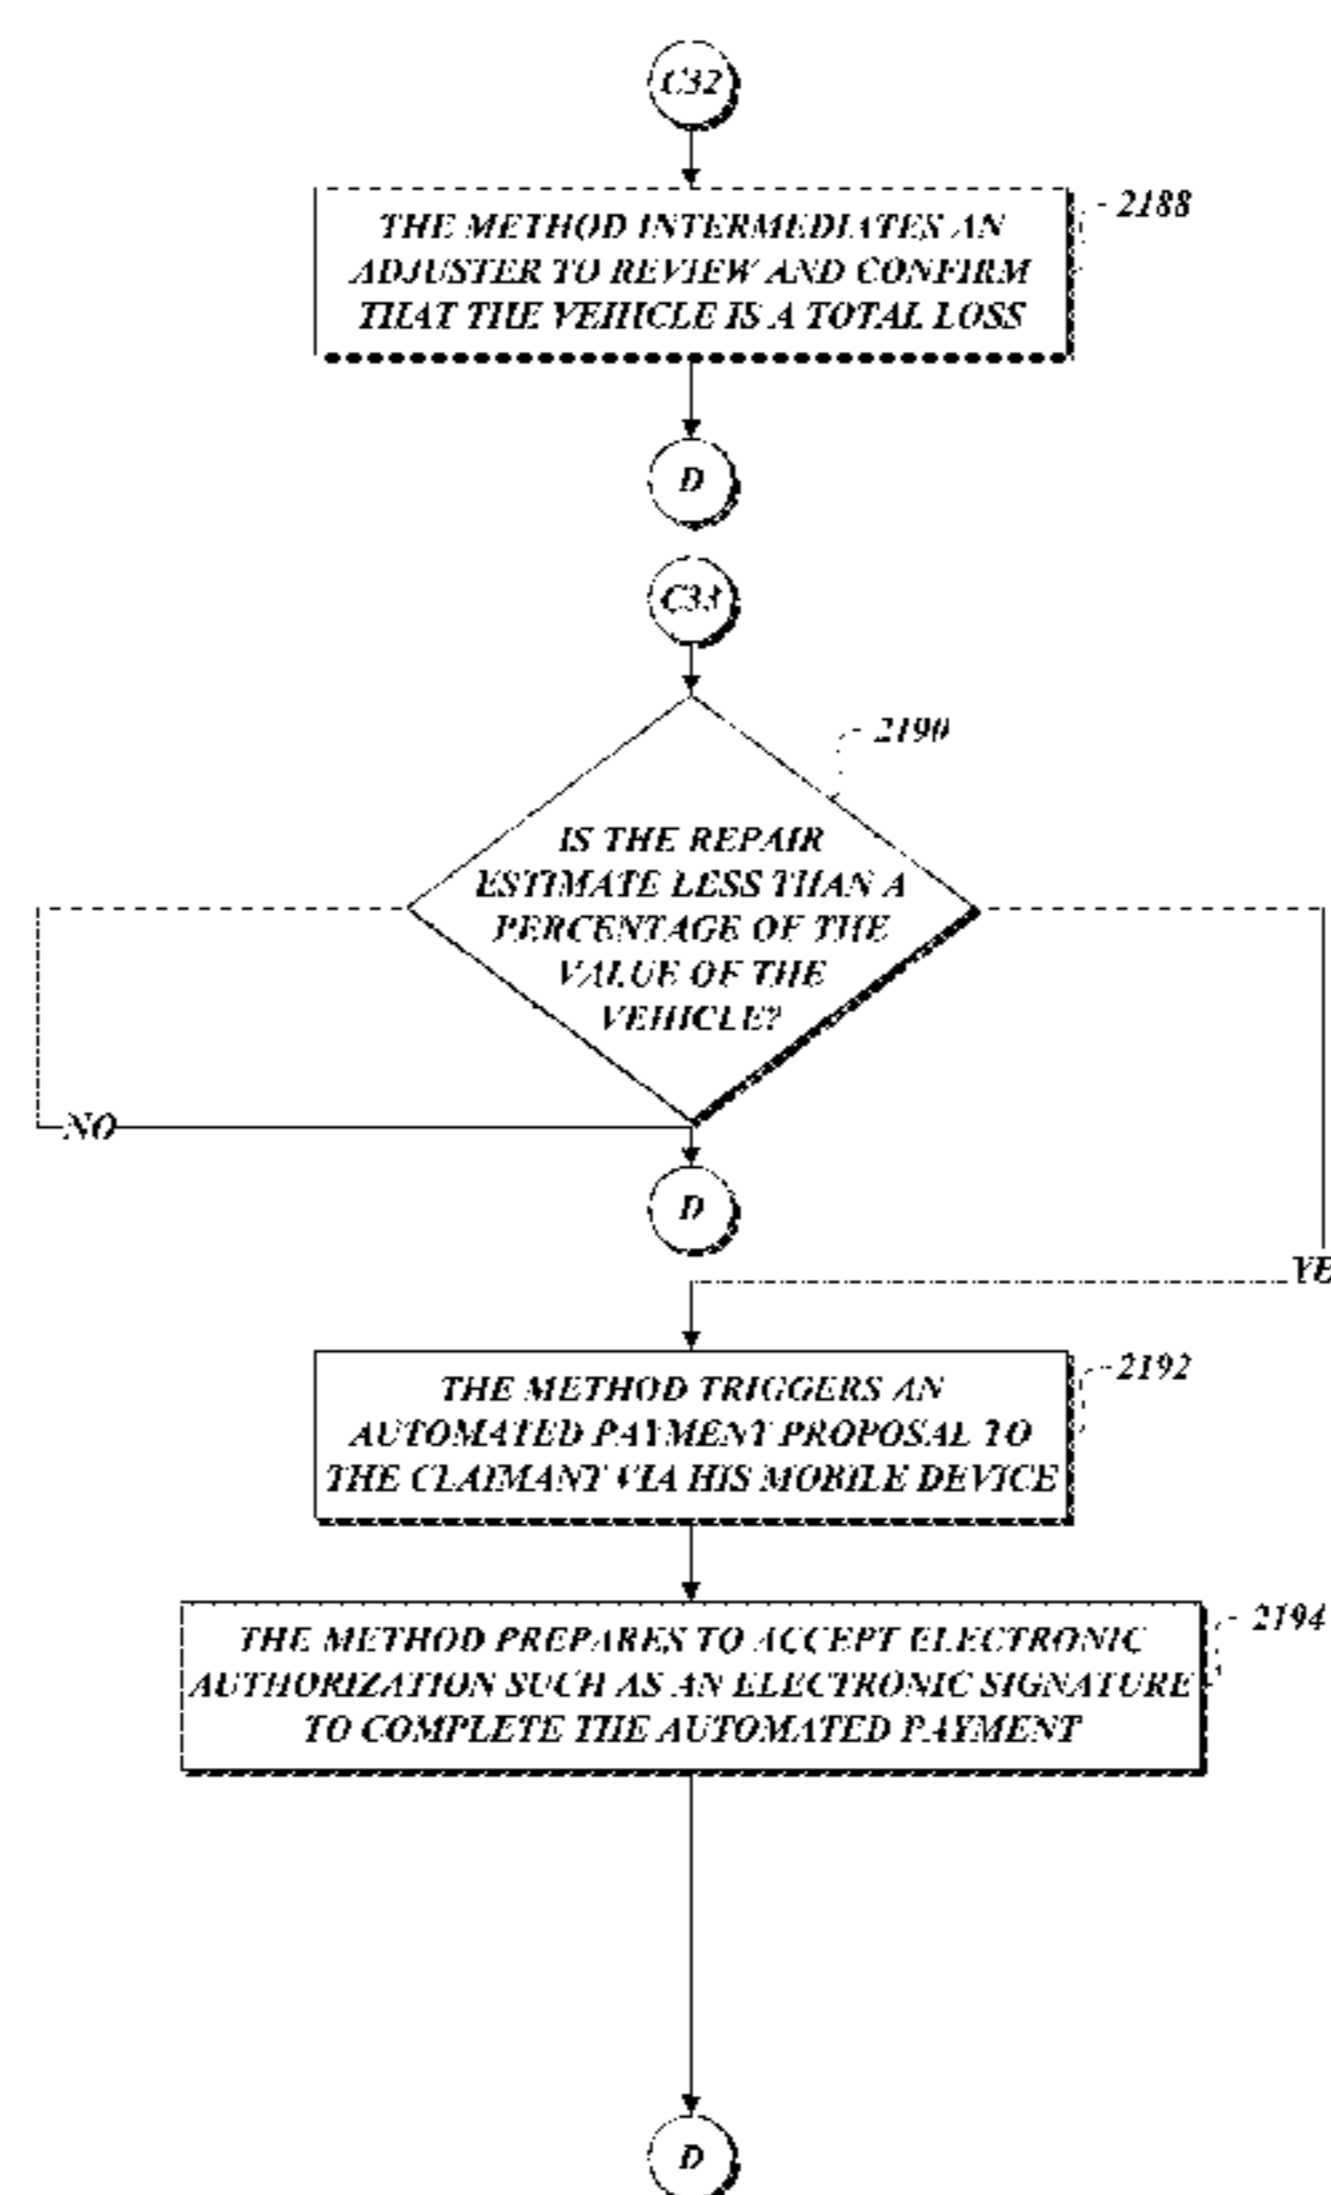 C32
2188
THE METHOD INTERMEDIATES AN
ADJUSTER TO REVIEW AND CONFIRM
THAT THE VEHICLE IS A TOTAL LOSS
D
C33
2190
IS THE REPAIR
ESTIMATE LESS THAN A
PERCENTAGE OF THE
VALUE OF THE
VEHICLE?
NO
D
YE
2192
THE METHOD TRIGGERS AN
AUTOMATED PAYMENT PROPOSAL TO
THE CLAIMANT VIA HIS MOBILE DEVICE
2194
THE METHOD PREPARES TO ACCEPT ELECTRONIC
AUTHORIZATION SUCH AS AN ELECTRONIC SIGNATURE
TO COMPLETE THE AUTOMATED PAYMENT
D